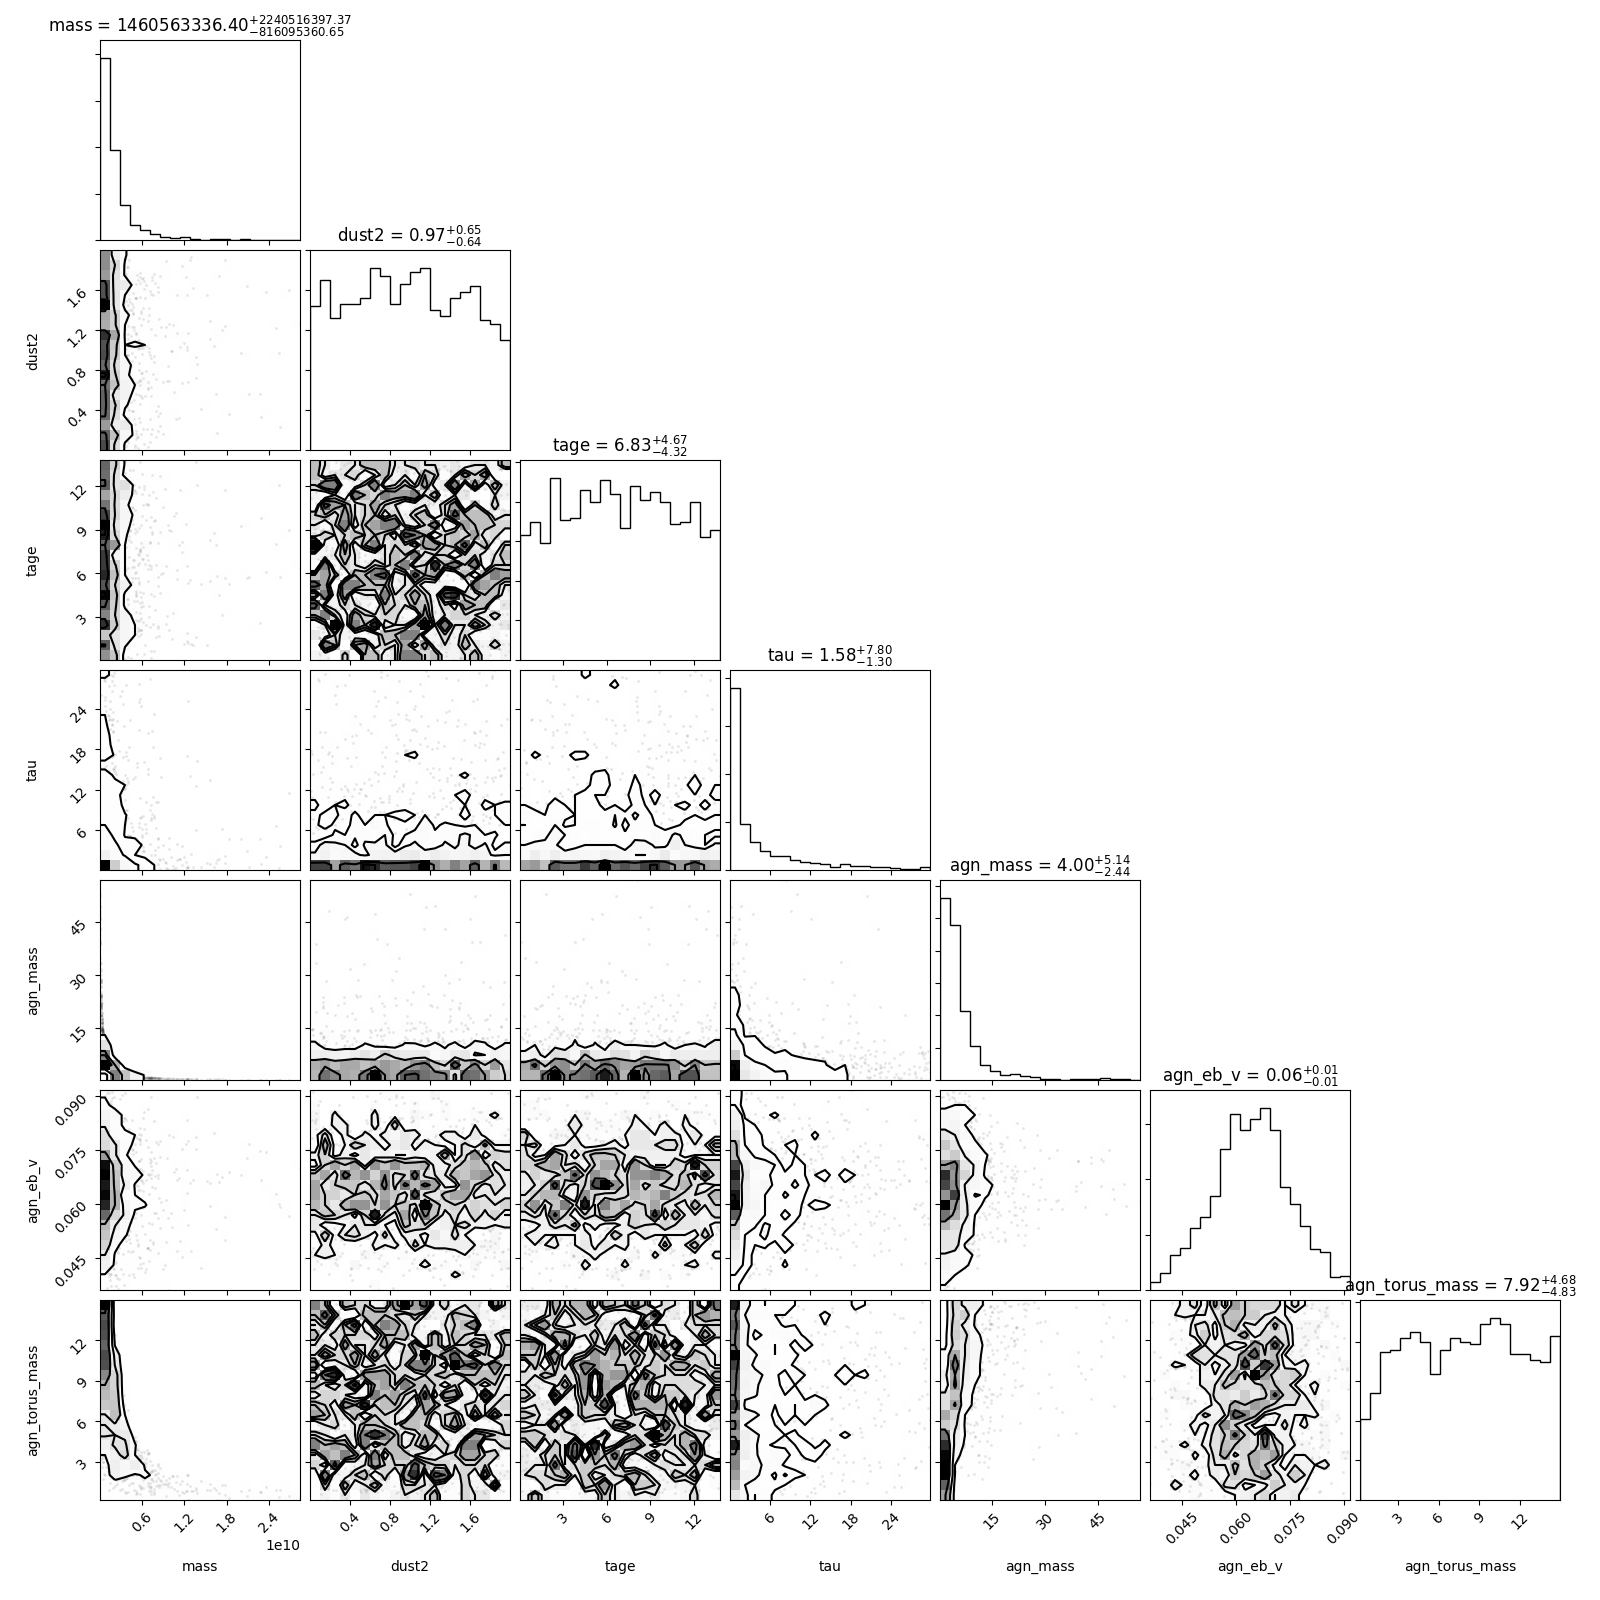 mass = 1460563336.40+2240516397.37−816095360.65
dust2 = 0.97+0.65−0.64
dust2
1.6
1.2
0.8
0.4
tage = 6.83+4.67−4.32
tage
12
9
6
3
tau = 1.58+7.80−1.30
tau
24
18
12
6
agn_mass = 4.00+5.14−2.44
agn_mass
45
30
15
agn_eb_v = 0.06+0.01−0.01
agn_eb_v
0.090
0.075
0.060
0.045
agn_torus_mass = 7.92+4.68−4.83
agn_torus_mass
12
9
6
3
0.6 1.2 1.8 2.4 0.4 0.8 1.2 1.6 3 6 9 12 6 12 18 24 15 30 45 0.045 0.060 0.075 0.090 3 6 9 12
1e10
mass dust2 tage tau agn_mass agn_eb_v agn_torus_mass